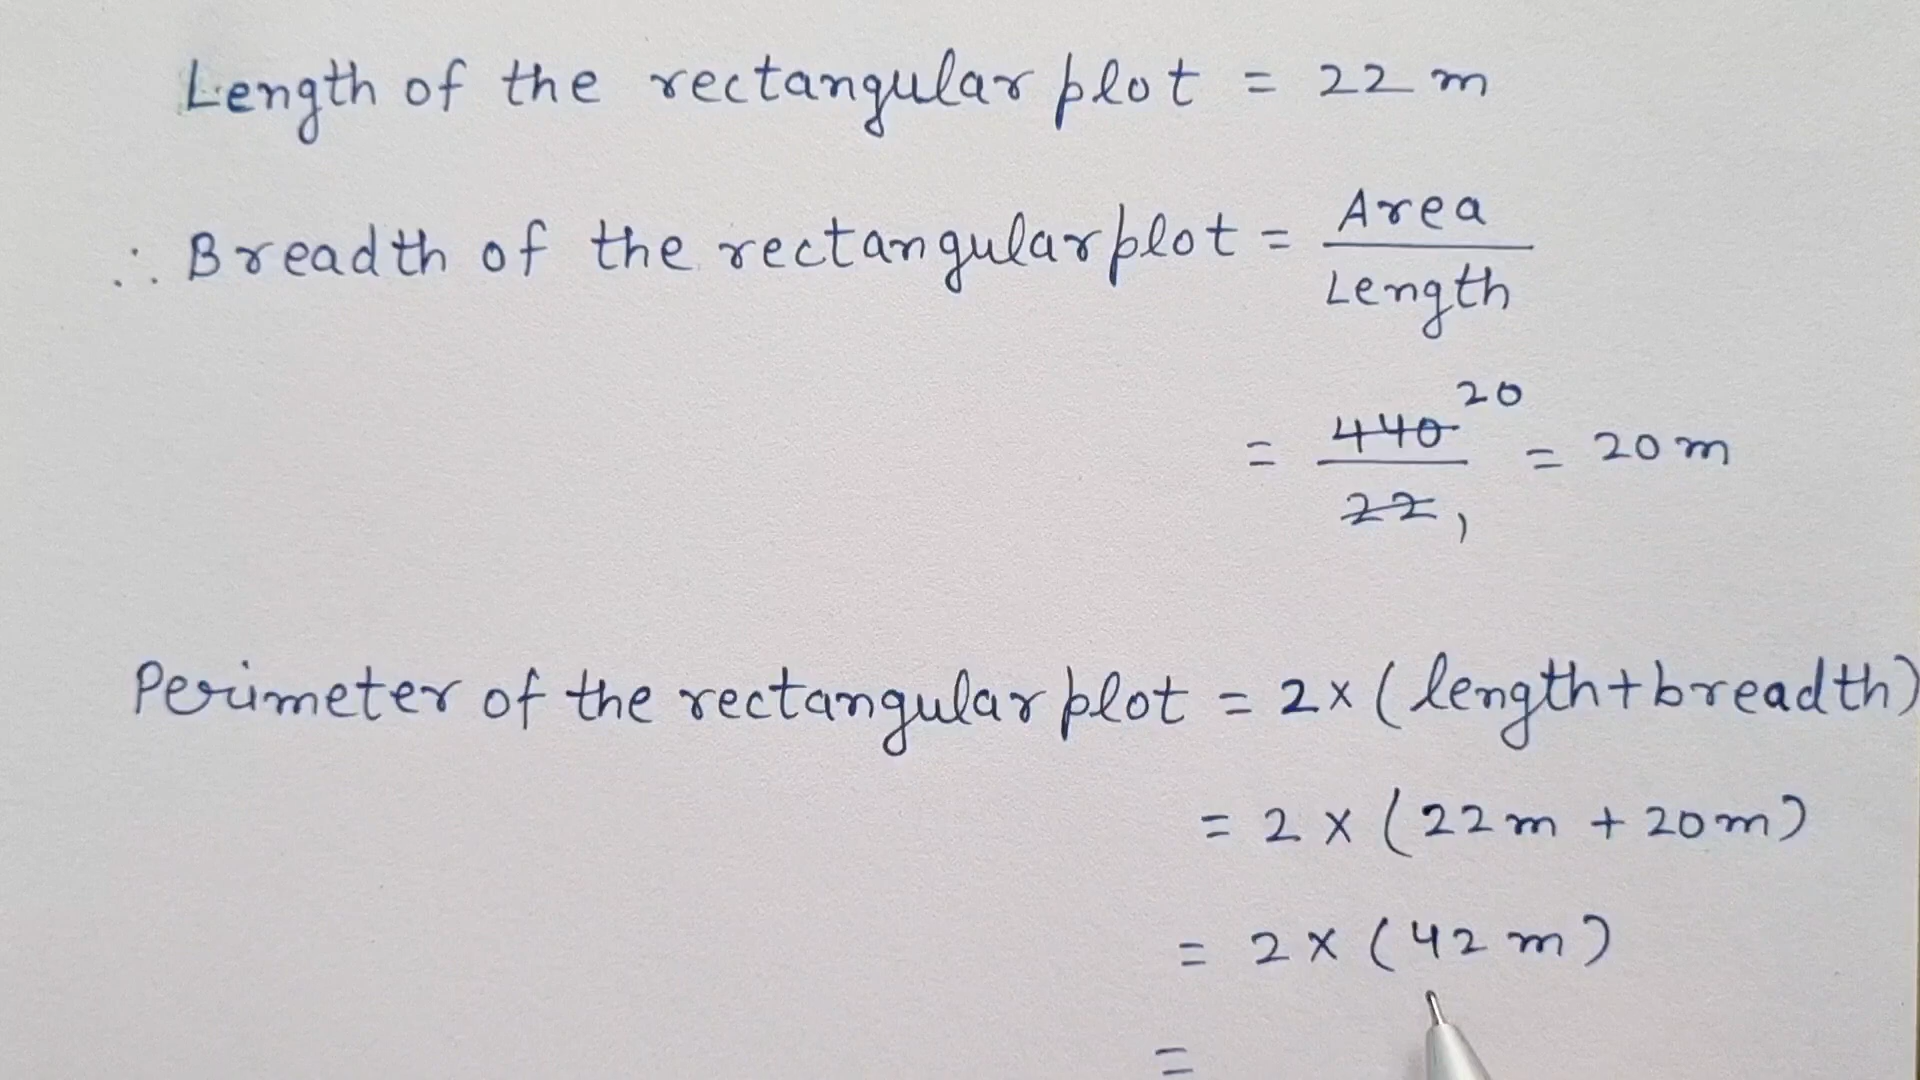 Length of the rectangular plot = 22 m
∴ Breadth of the rectangular plot = Area / Length
= 440 20 / 22 1 = 20 m
Perimeter of the rectangular plot = 2 × (length + breadth)
= 2 × (22 m + 20 m)
= 2 × (42 m)
=